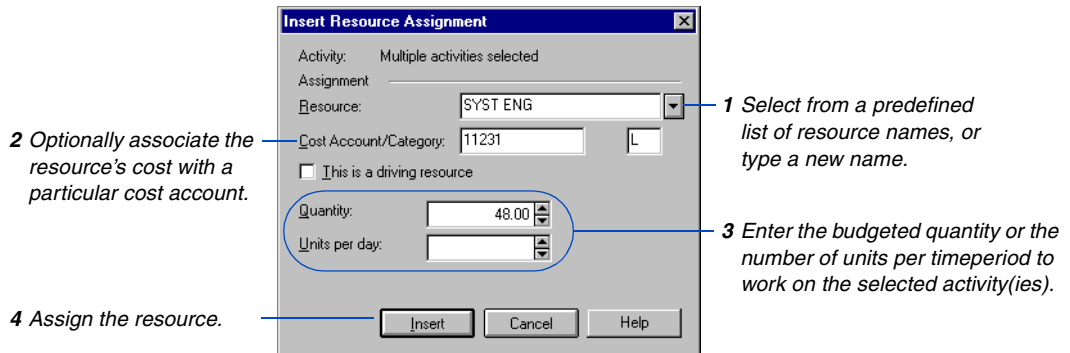 Insert Resource Assignment
Activity: Multiple activities selected
Assignment
Resource: SYST ENG
Cost Account/Category: 11231 L
This is a driving resource
Quantity: 48.00
Units per day:
Insert Cancel Help
1 Select from a predefined
list of resource names, or
type a new name.
2 Optionally associate the
resource's cost with a
particular cost account.
3 Enter the budgeted quantity or the
number of units per timeperiod to
work on the selected activity(ies).
4 Assign the resource.